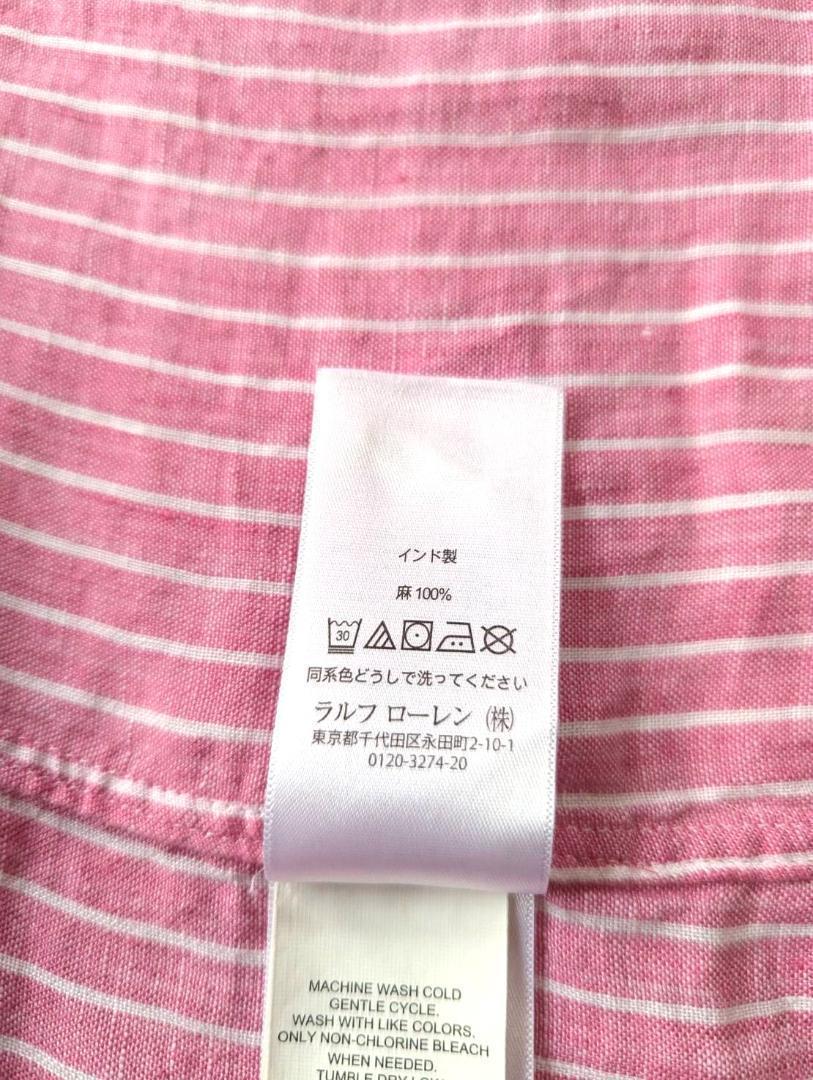 インド製
麻 100%
30
同系色どうしで洗ってください
ラルフ ローレン (株)
東京都千代田区永田町2-10-1
0120-3274-20
MACHINE WASH COLD
GENTLE CYCLE.
WASH WITH LIKE COLORS.
ONLY NON-CHLORINE BLEACH
WHEN NEEDED.
TUMBLE DRY LOW